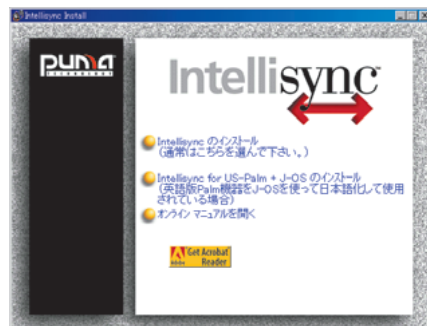 Intellisync Install
puma
TECHNOLOGY
Intellisync
Intellisync のインストール
(通常はこちらを選んで下さい。)
Intellisync for US-Palm + J-OS のインストール
(英語版Palm機器をJ-OSを使って日本語化して使用
されている場合)
オンライン マニュアルを開く
Get Acrobat
Reader